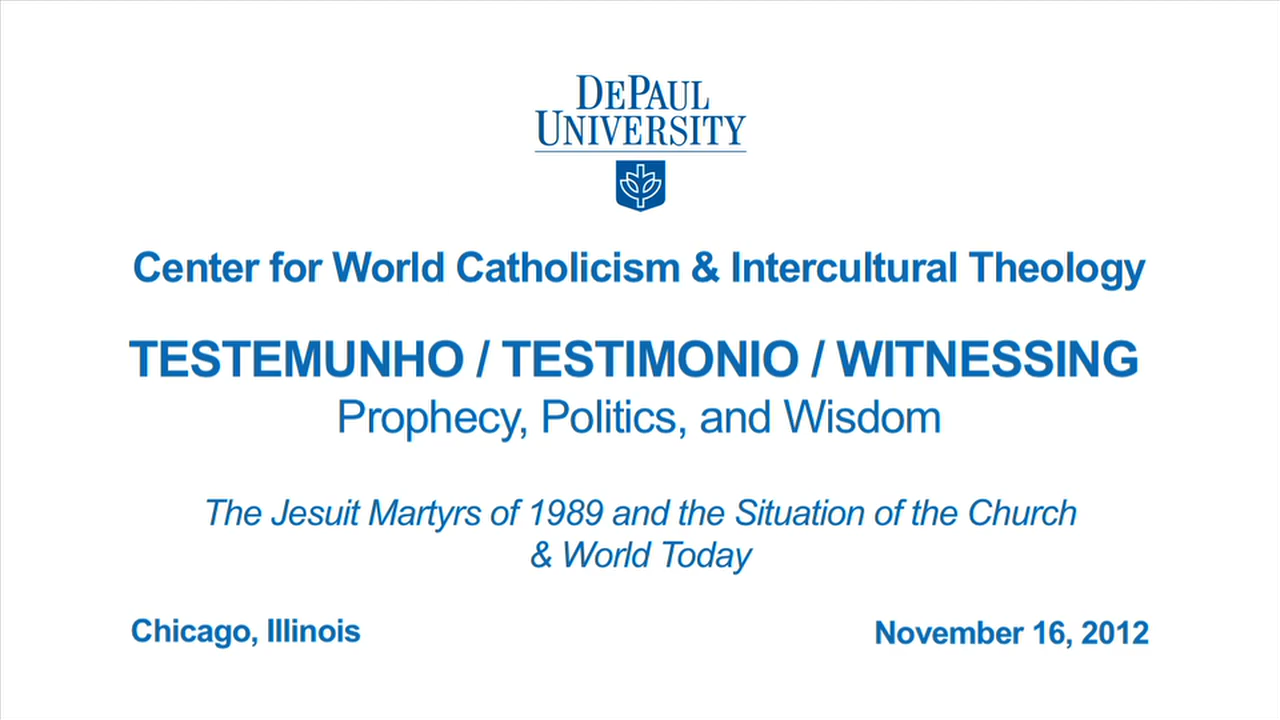 DEPAUL
UNIVERSITY
Center for World Catholicism & Intercultural Theology
TESTEMUNHO / TESTIMONIO / WITNESSING
Prophecy, Politics, and Wisdom
The Jesuit Martyrs of 1989 and the Situation of the Church
& World Today
Chicago, Illinois
November 16, 2012